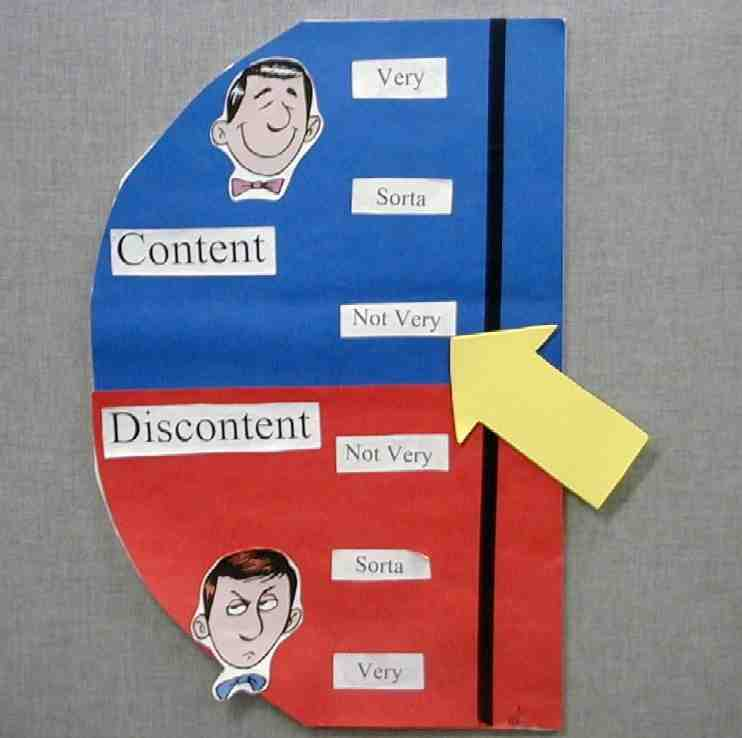 Very
Sorta
Content
Not Very
Discontent
Not Very
Sorta
Very